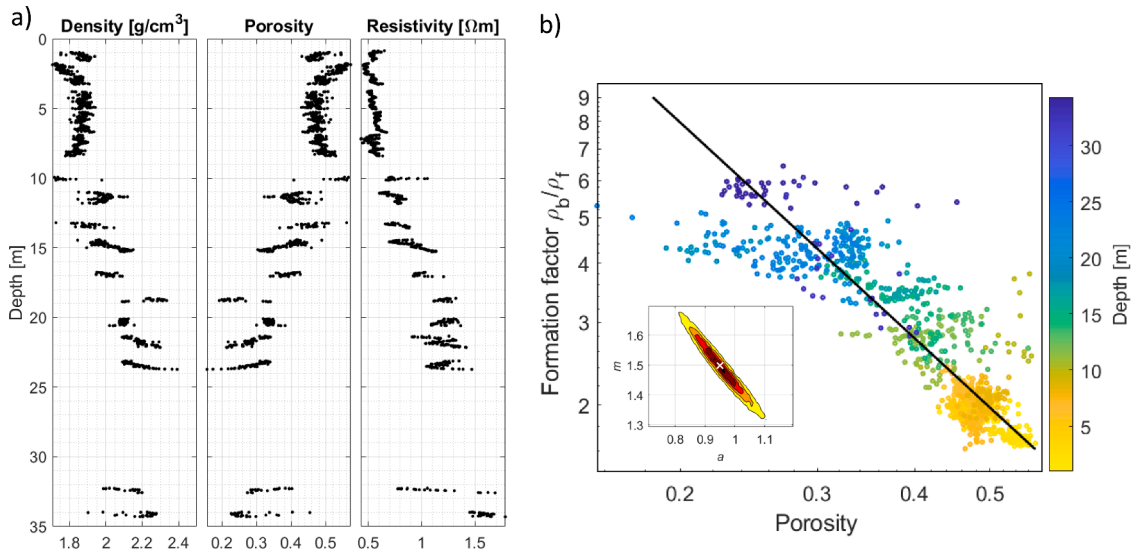 a)
Density [g/cm³]
Porosity
Resistivity [Ωm]
0
5
10
15
20
25
30
35
Depth [m]
1.8 2 2.2 2.4
0.2 0.3 0.4 0.5
0.5 1 1.5
b)
9
8
7
6
5
4
3
2
Formation factor ρb/ρf
0.2 0.3 0.4 0.5
Porosity
1.6
1.5
1.4
1.3
m
0.8 0.9 1 1.1
a
30
25
20
15
10
5
Depth [m]